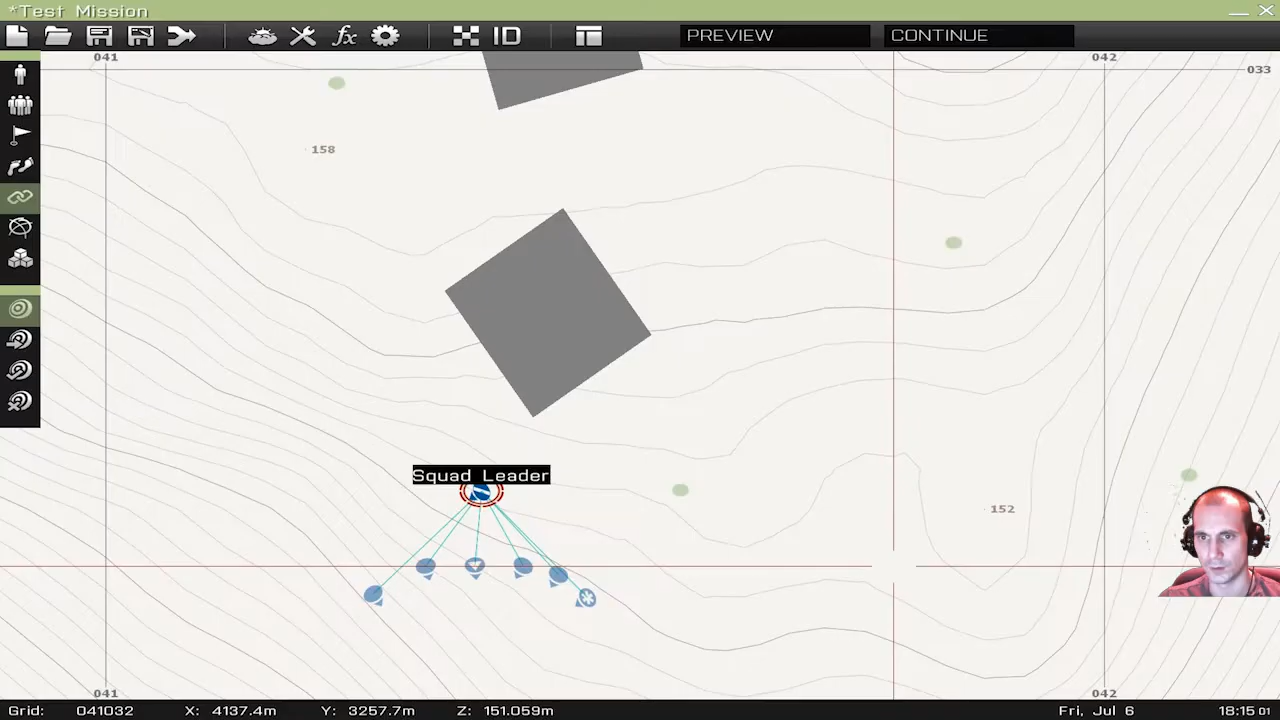 *Test Mission
ID
PREVIEW
CONTINUE
041
042
033
158
Squad Leader
152
041
042
Grid: 041032 X: 4137.4m Y: 3257.7m Z: 151.059m Fri, Jul 6 18:15 01